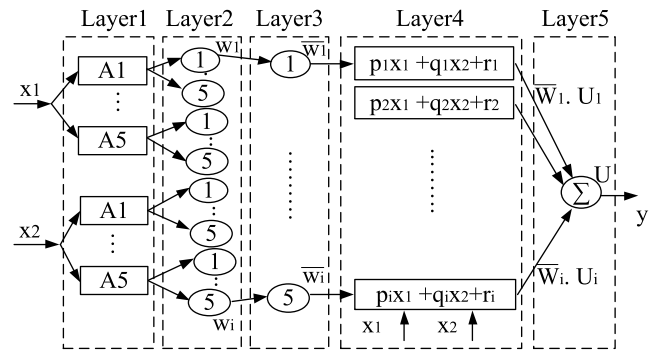 Layer1 Layer2 Layer3 Layer4 Layer5
x1
A1
A5
x2
A1
A5
1
5
1
5
1
5
1
5
w1
wi
1
5
w̅1
w̅i
p1x1 +q1x2+r1
p2x1 +q2x2+r2
pix1 +qix2+ri
x1 x2
W̅1. U1
W̅i. Ui
Σ
U
y